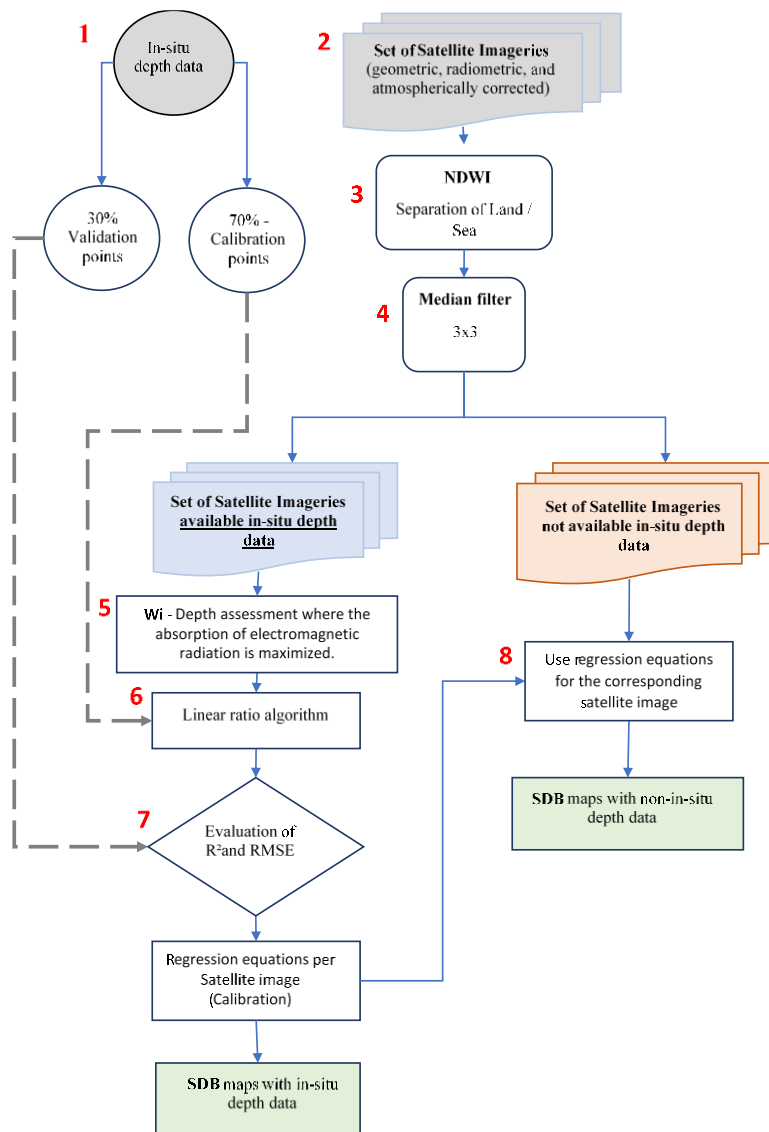 1
In-situ
depth data
30%
Validation
points
70% -
Calibration
points
2
Set of Satellite Imageries
(geometric, radiometric, and
atmospherically corrected)
3
NDWI
Separation of Land /
Sea
4
Median filter
3x3
Set of Satellite Imageries
available in-situ depth
data
Set of Satellite Imageries
not available in-situ depth
data
5
Wi - Depth assessment where the
absorption of electromagnetic
radiation is maximized.
6
Linear ratio algorithm
7
Evaluation of
R²and RMSE
Regression equations per
Satellite image
(Calibration)
SDB maps with in-situ
depth data
8
Use regression equations
for the corresponding
satellite image
SDB maps with non-in-situ
depth data